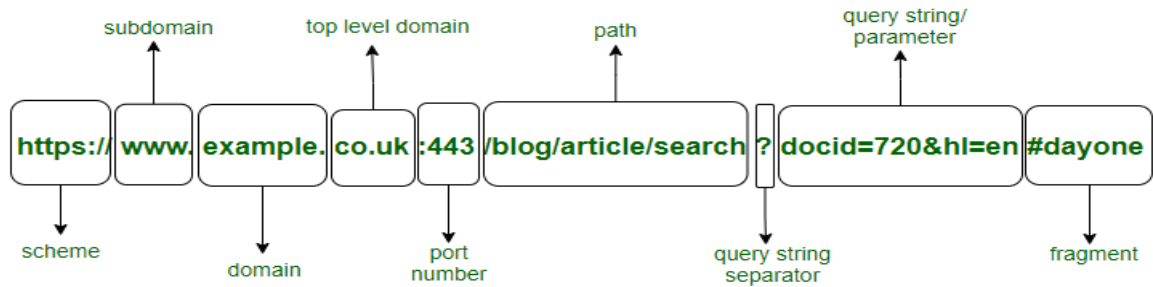 subdomain
top level domain
path
query string/
parameter
https:// www. example. co.uk :443 /blog/article/search ? docid=720&hl=en #dayone
scheme
domain
port
number
query string
separator
fragment